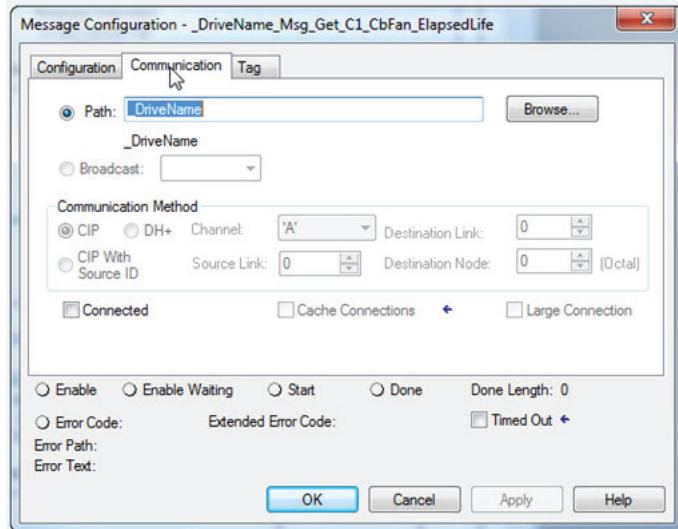 Message Configuration - _DriveName_Msg_Get_C1_CbFan_ElapsedLife
Configuration Communication Tag
Path: _DriveName Browse...
_DriveName
Broadcast:
Communication Method
CIP DH+ Channel: 'A' Destination Link: 0
CIP With Source ID Source Link: 0 Destination Node: 0 (Octal)
Connected Cache Connections Large Connection
Enable Enable Waiting Start Done Done Length: 0
Error Code: Extended Error Code: Timed Out
Error Path:
Error Text:
OK Cancel Apply Help